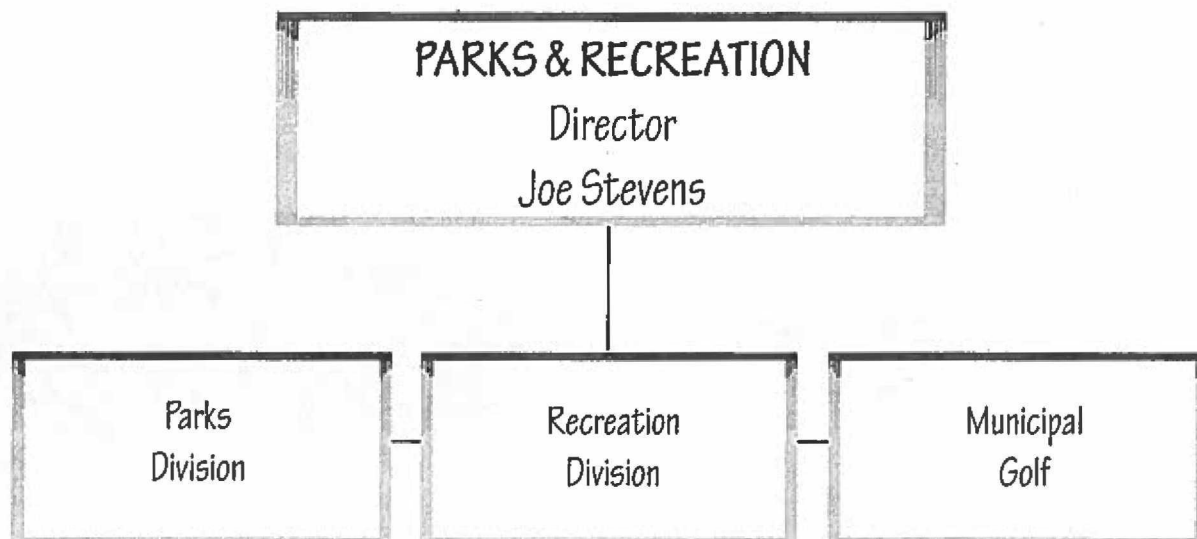 PARKS & RECREATION
Director
Joe Stevens
Parks
Division
Recreation
Division
Municipal
Golf